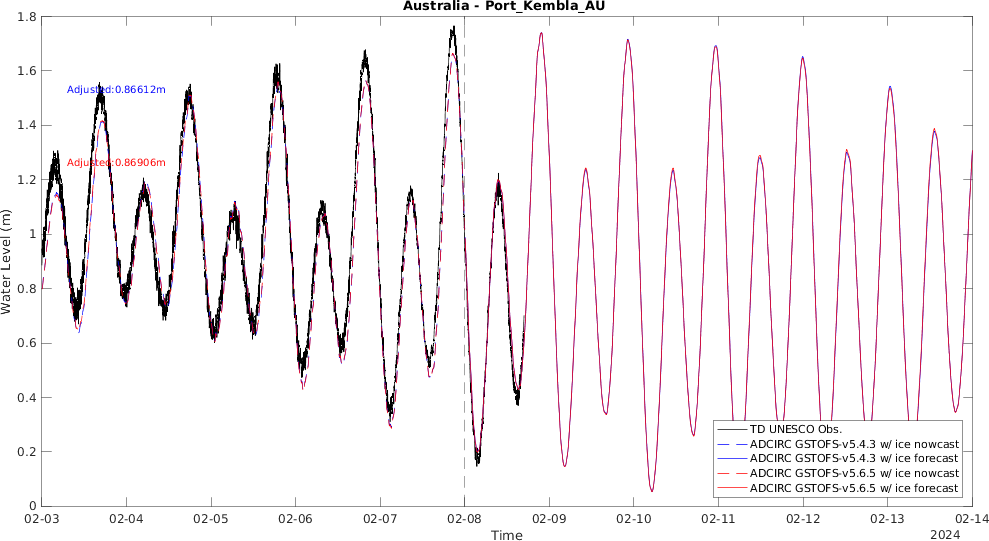 Australia - Port_Kembla_AU
Water Level (m)
1.8
1.6
1.4
1.2
1
0.8
0.6
0.4
0.2
0
Adjusted:0.86612m
Adjusted:0.86906m
TD UNESCO Obs.
ADCIRC GSTOFS-v5.4.3 w/ ice nowcast
ADCIRC GSTOFS-v5.4.3 w/ ice forecast
ADCIRC GSTOFS-v5.6.5 w/ ice nowcast
ADCIRC GSTOFS-v5.6.5 w/ ice forecast
02-03 02-04 02-05 02-06 02-07 02-08 02-09 02-10 02-11 02-12 02-13 02-14
Time
2024